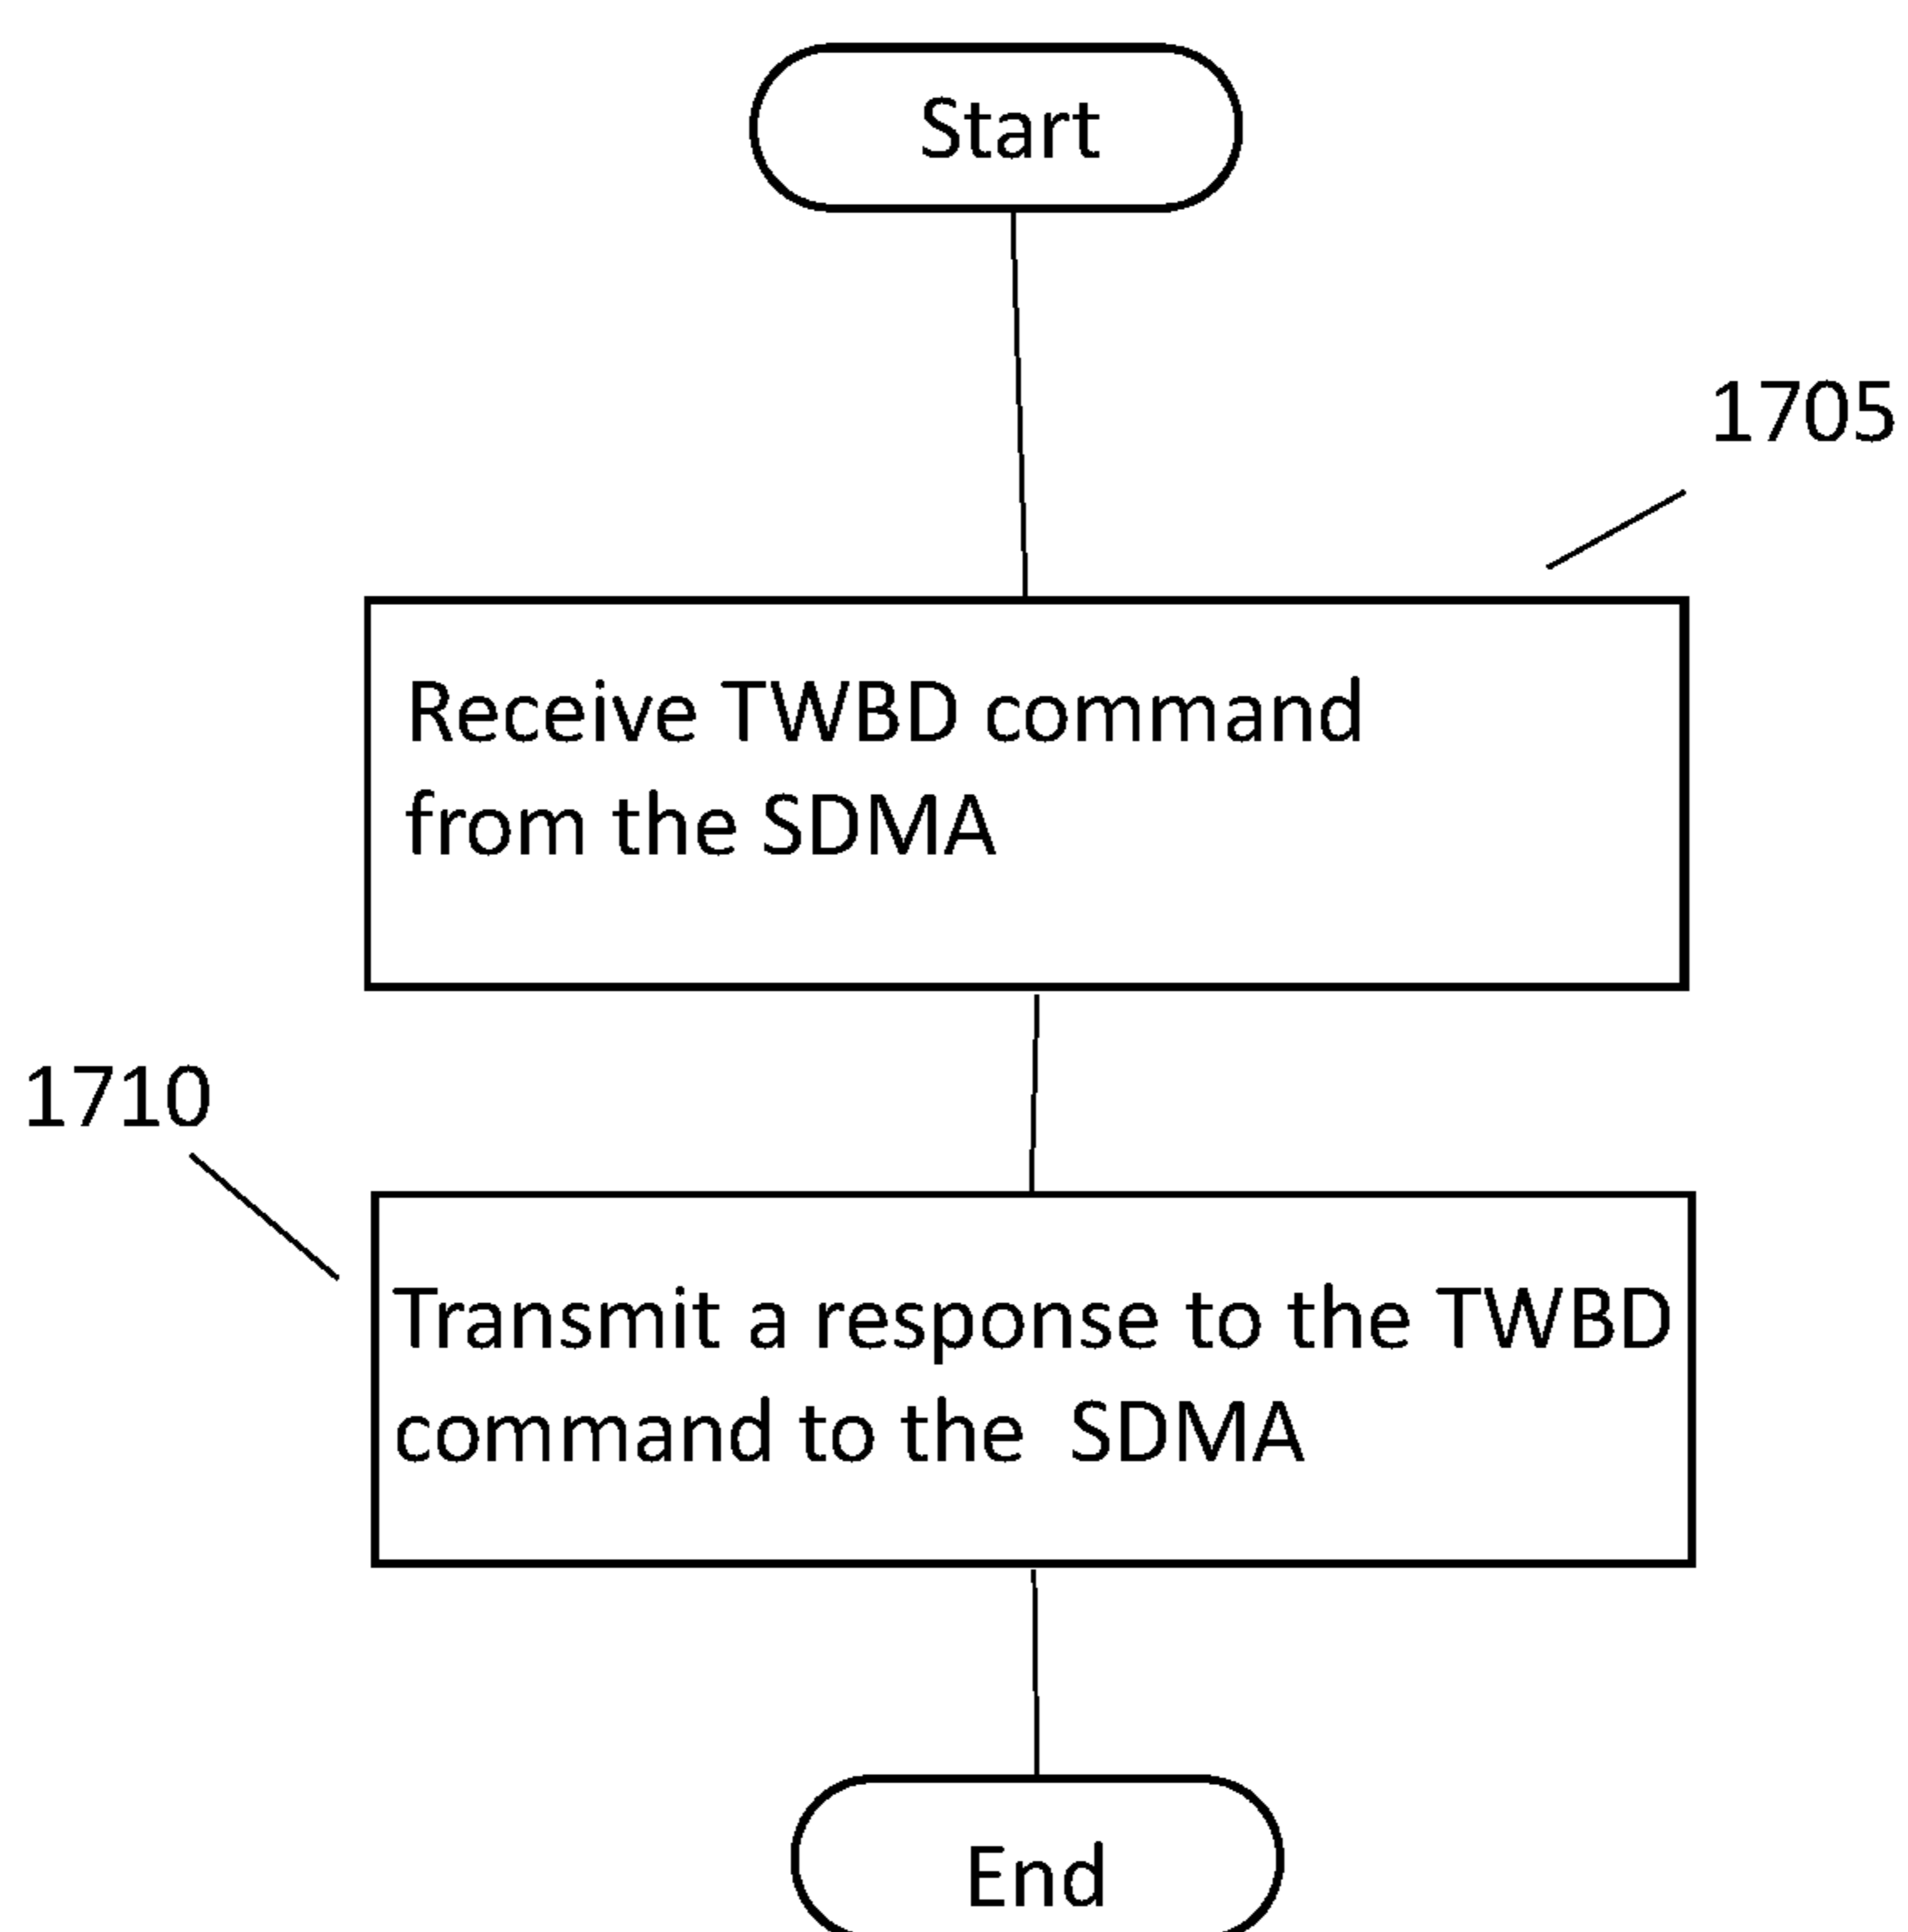 Start
1705
Receive TWBD command
from the SDMA
1710
Transmit a response to the TWBD
command to the SDMA
End